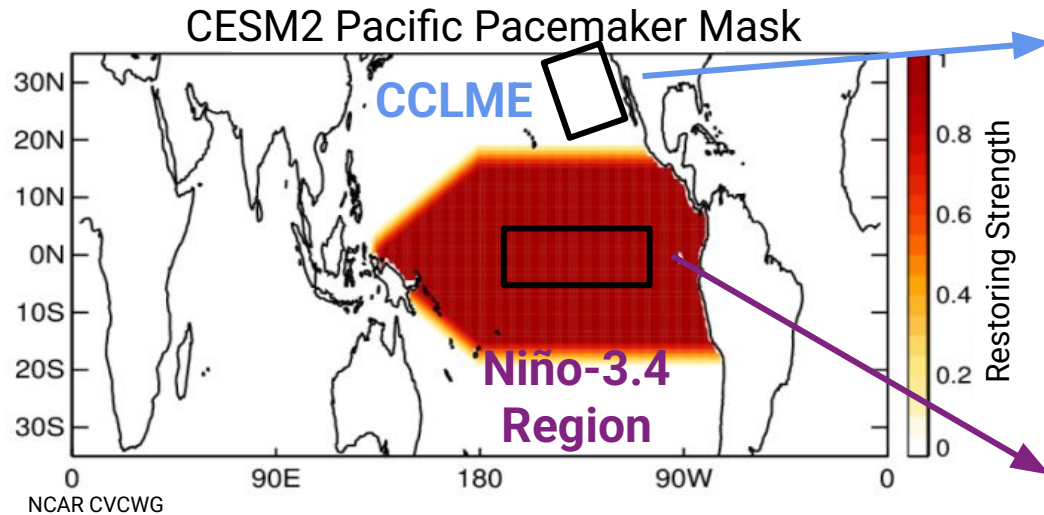 CESM2 Pacific Pacemaker Mask
30N
20N
10N
0N
10S
20S
30S
CCLME
Niño-3.4
Region
0
90E
180
90W
0
1
0.8
0.6
0.4
0.2
0
Restoring Strength
NCAR CVCWG